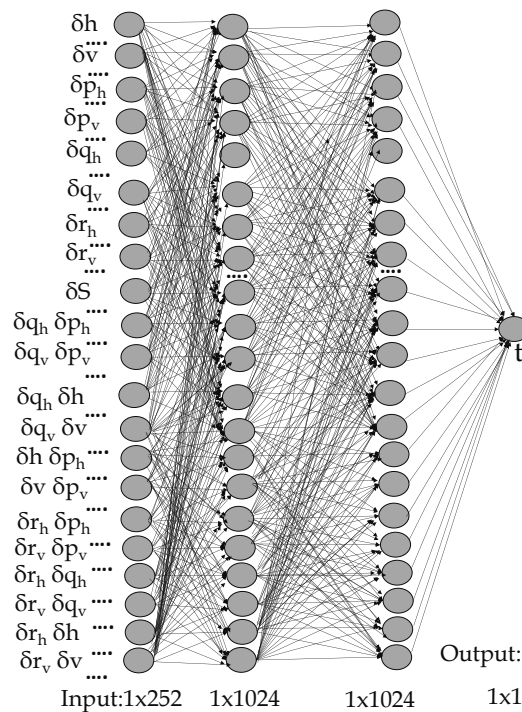 δh
....
δv
....
δp_h
....
δp_v
....
δq_h
....
δq_v
....
δr_h
....
δr_v
....
δS
....
δq_h δp_h
....
δq_v δp_v
....
δq_h δh
....
δq_v δv
....
δh δp_h
....
δv δp_v
....
δr_h δp_h
....
δr_v δp_v
....
δr_h δq_h
....
δr_v δq_v
....
δr_h δh
....
δr_v δv
....
....
....
t
Output:
Input:1x252 1x1024 1x1024 1x1